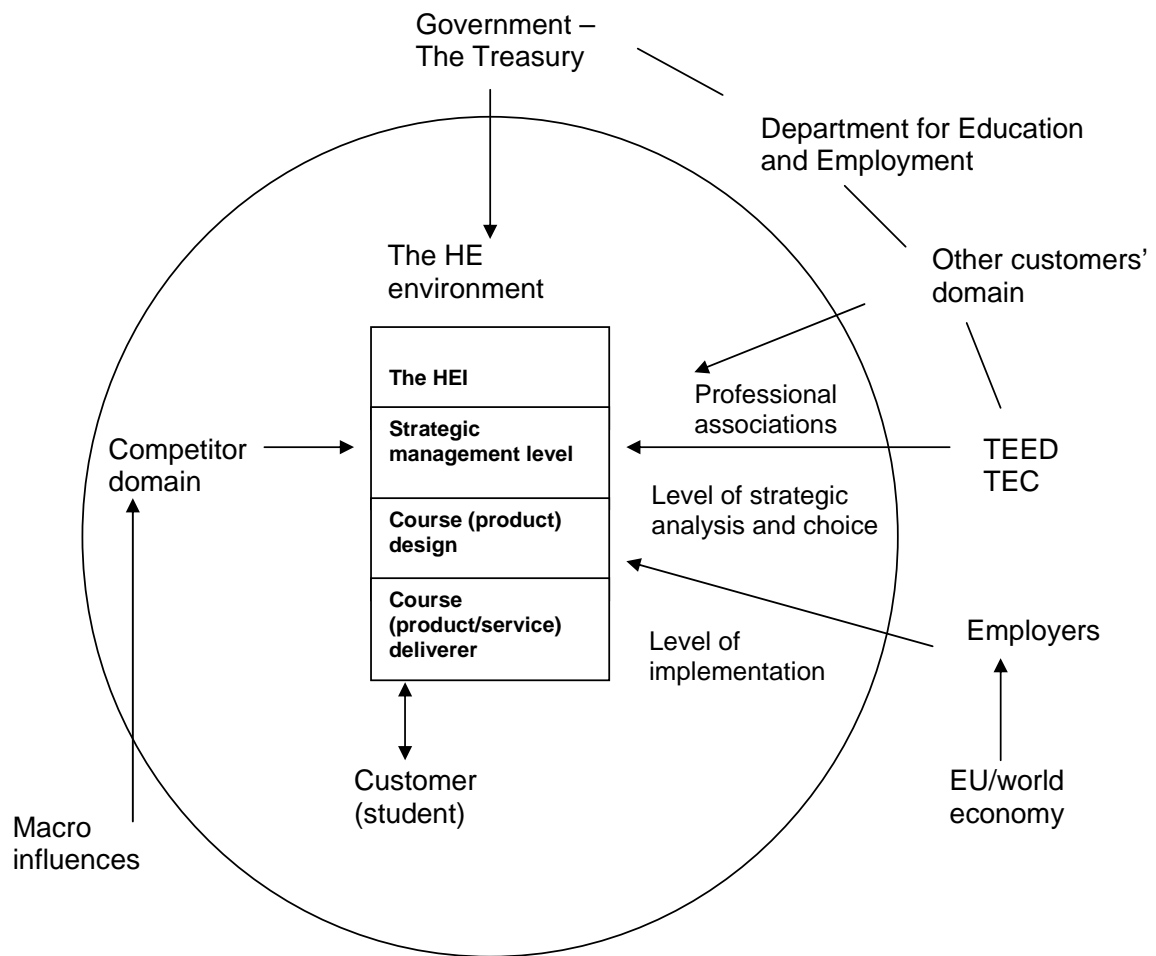 Government –
The Treasury
Department for Education
and Employment
The HE
environment
Other customers’
domain
The HEI
Professional
associations
Strategic
management level
Competitor
domain
TEED
TEC
Level of strategic
analysis and choice
Course (product)
design
Course
(product/service)
deliverer
Level of
implementation
Employers
Customer
(student)
EU/world
economy
Macro
influences